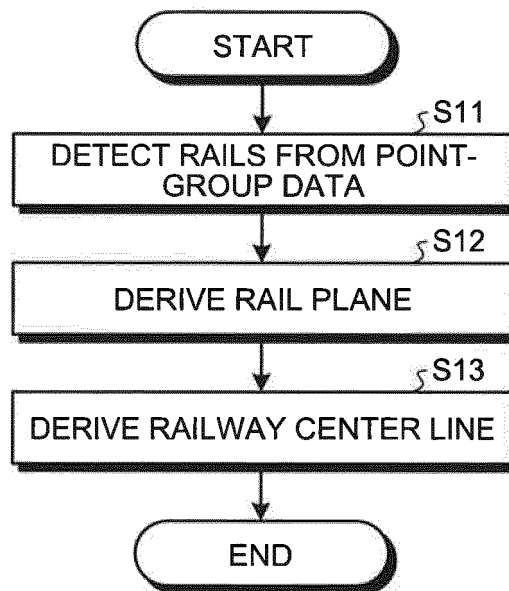 START
S11
DETECT RAILS FROM POINT-
GROUP DATA
S12
DERIVE RAIL PLANE
S13
DERIVE RAILWAY CENTER LINE
END